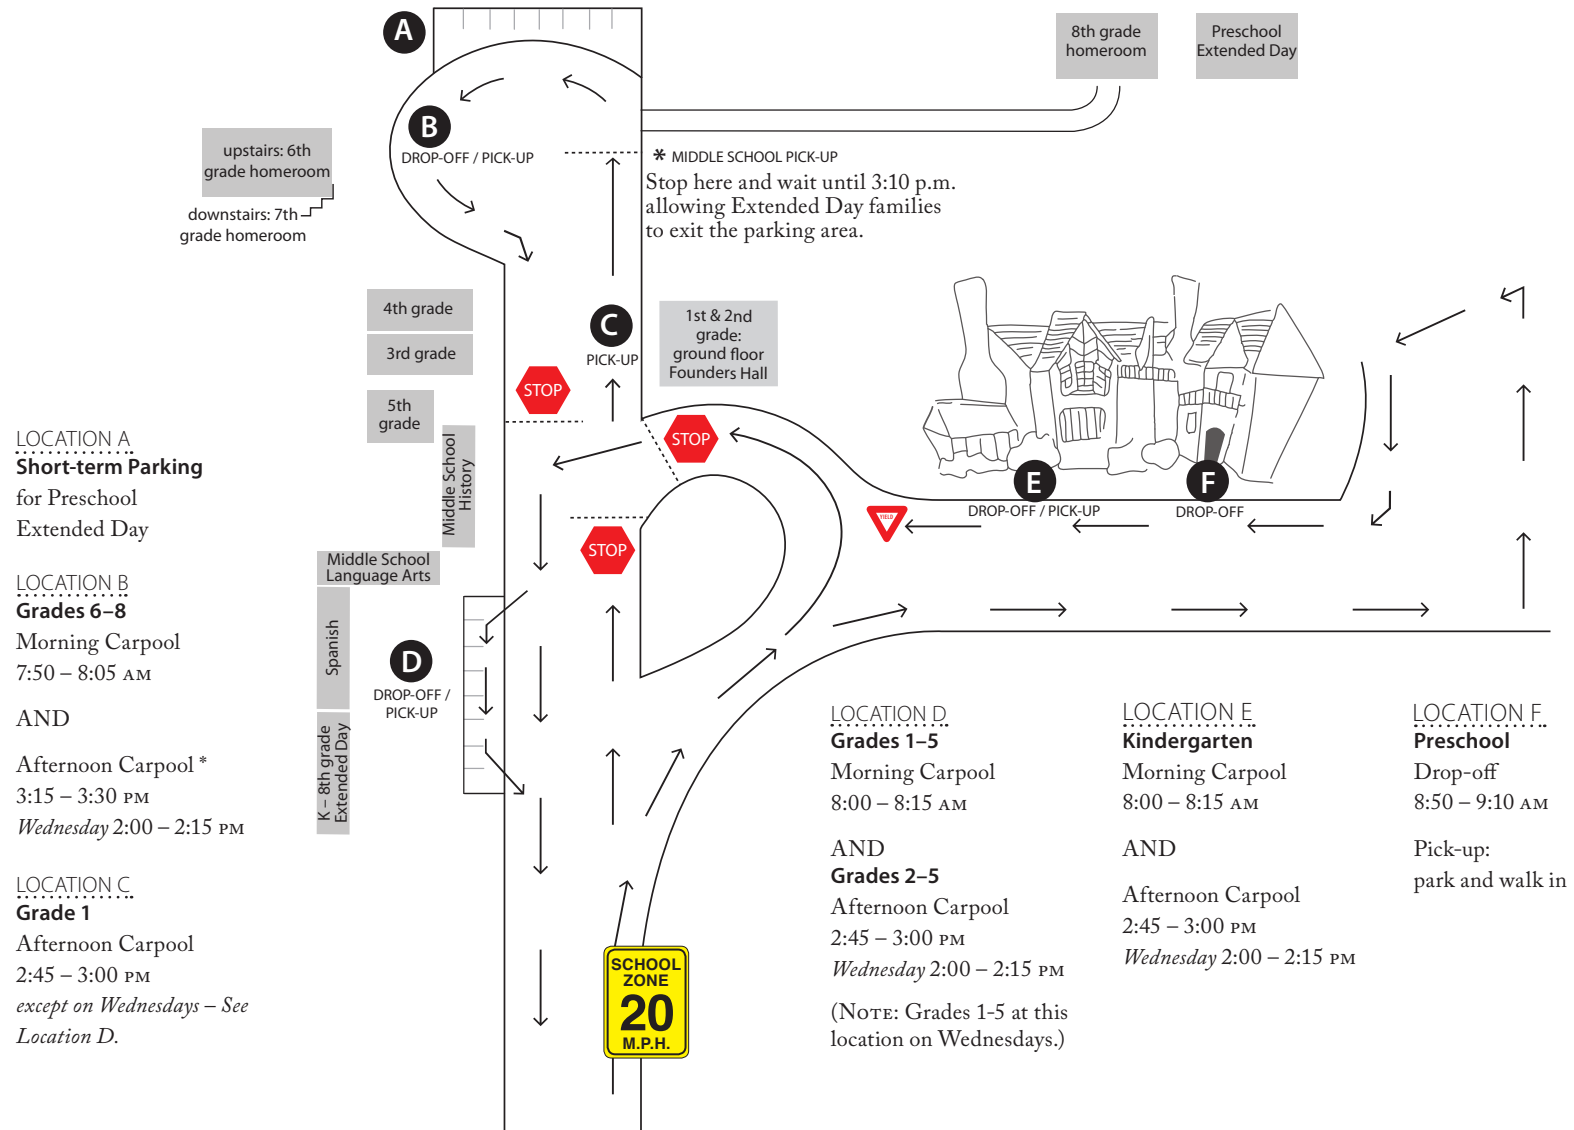 A
8th grade
homeroom
Preschool
Extended Day
B
DROP-OFF / PICK-UP
upstairs: 6th
grade homeroom
downstairs: 7th
grade homeroom
* MIDDLE SCHOOL PICK-UP
Stop here and wait until 3:10 p.m.
allowing Extended Day families
to exit the parking area.
4th grade
3rd grade
5th
grade
C
PICK-UP
1st & 2nd
grade:
ground floor
Founders Hall
STOP
STOP
STOP
Middle School
History
Middle School
Language Arts
Spanish
K – 8th grade
Extended Day
D
DROP-OFF /
PICK-UP
E
DROP-OFF / PICK-UP
F
DROP-OFF
YIELD
SCHOOL
ZONE
20
M.P.H.
LOCATION A
Short-term Parking
for Preschool
Extended Day
LOCATION B
Grades 6–8
Morning Carpool
7:50 – 8:05 AM
AND
Afternoon Carpool *
3:15 – 3:30 PM
Wednesday 2:00 – 2:15 PM
LOCATION C
Grade 1
Afternoon Carpool
2:45 – 3:00 PM
except on Wednesdays – See
Location D.
LOCATION D
Grades 1–5
Morning Carpool
8:00 – 8:15 AM
AND
Grades 2–5
Afternoon Carpool
2:45 – 3:00 PM
Wednesday 2:00 – 2:15 PM
(NOTE: Grades 1-5 at this
location on Wednesdays.)
LOCATION E
Kindergarten
Morning Carpool
8:00 – 8:15 AM
AND
Afternoon Carpool
2:45 – 3:00 PM
Wednesday 2:00 – 2:15 PM
LOCATION F
Preschool
Drop-off
8:50 – 9:10 AM
Pick-up:
park and walk in